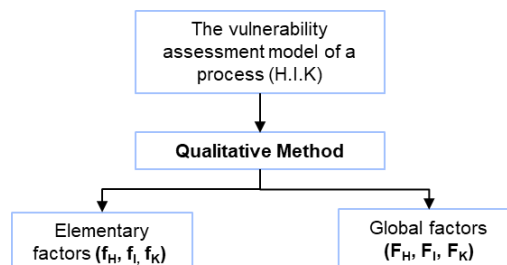 The vulnerability
assessment model of a
process (H.I.K)
Qualitative Method
Elementary
factors (fH, fI, fK)
Global factors
(FH, FI, FK)